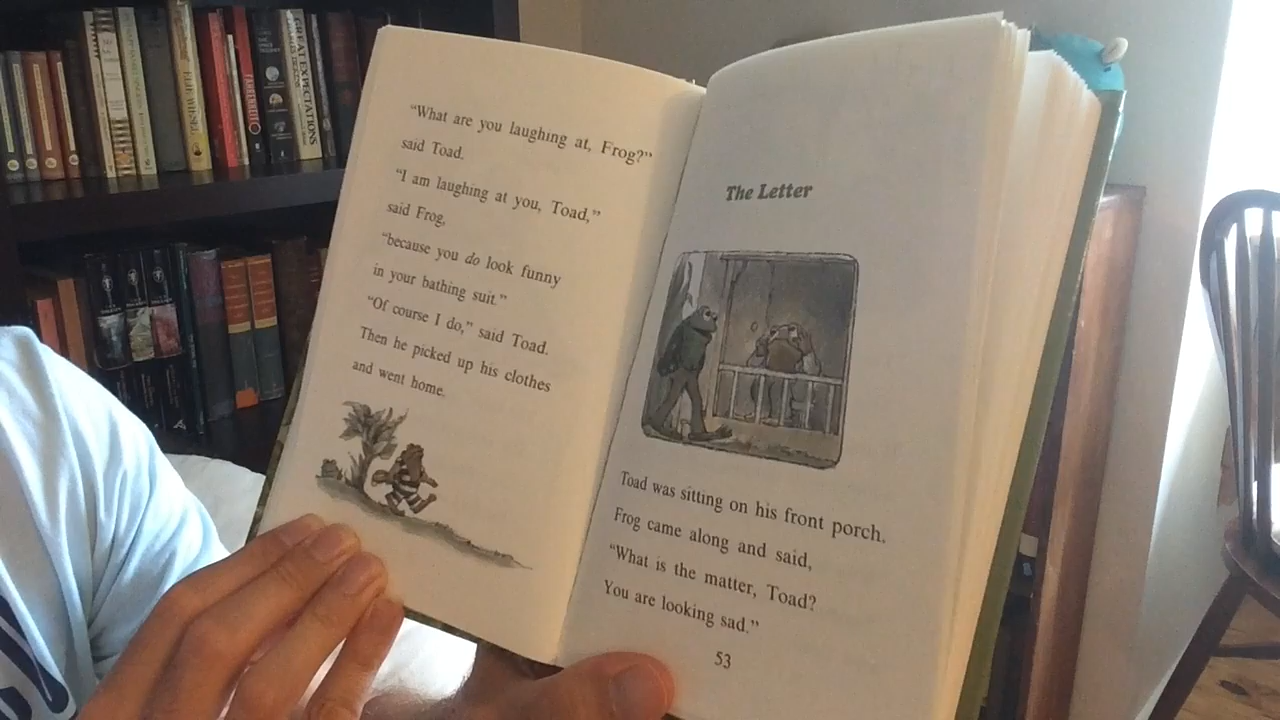 GREAT EXPECTATIONS
ELIE WIESEL
"What are you laughing at, Frog?"
said Toad.
"I am laughing at you, Toad,"
said Frog,
"because you do look funny
in your bathing suit."
"Of course I do," said Toad.
Then he picked up his clothes
and went home.
The Letter
Toad was sitting on his front porch.
Frog came along and said,
"What is the matter, Toad?
You are looking sad."
53